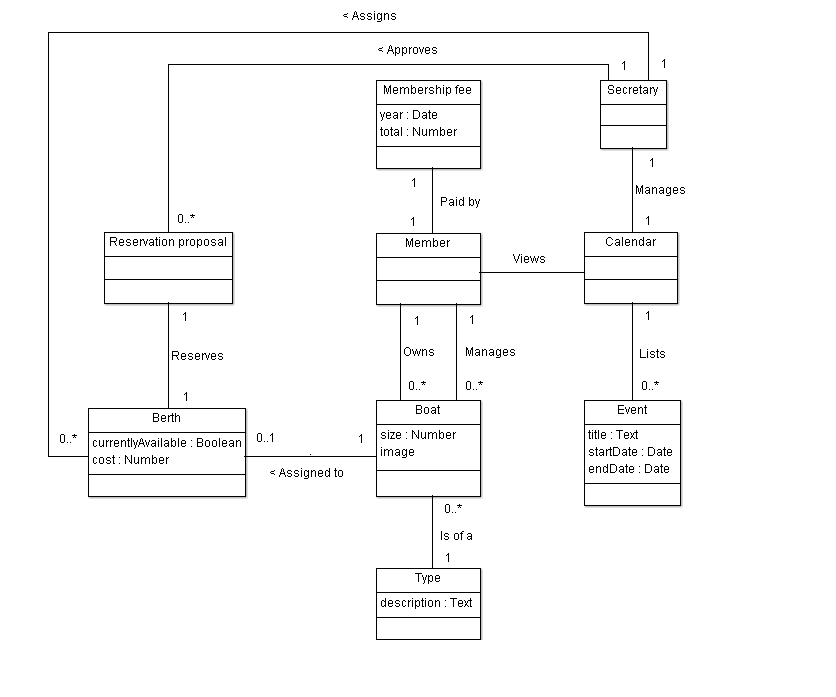 < Assigns
< Approves
1
1
Membership fee
year : Date
total : Number
Secretary
1
1
Paid by
Manages
0..*
1
1
Reservation proposal
Member
Calendar
Views
1
1
1
1
Reserves
Owns
Manages
Lists
1
0..*
0..*
0..*
Berth
currentlyAvailable : Boolean
cost : Number
Boat
size : Number
image
Event
title : Text
startDate : Date
endDate : Date
0..*
0..1
1
< Assigned to
0..*
Is of a
1
Type
description : Text